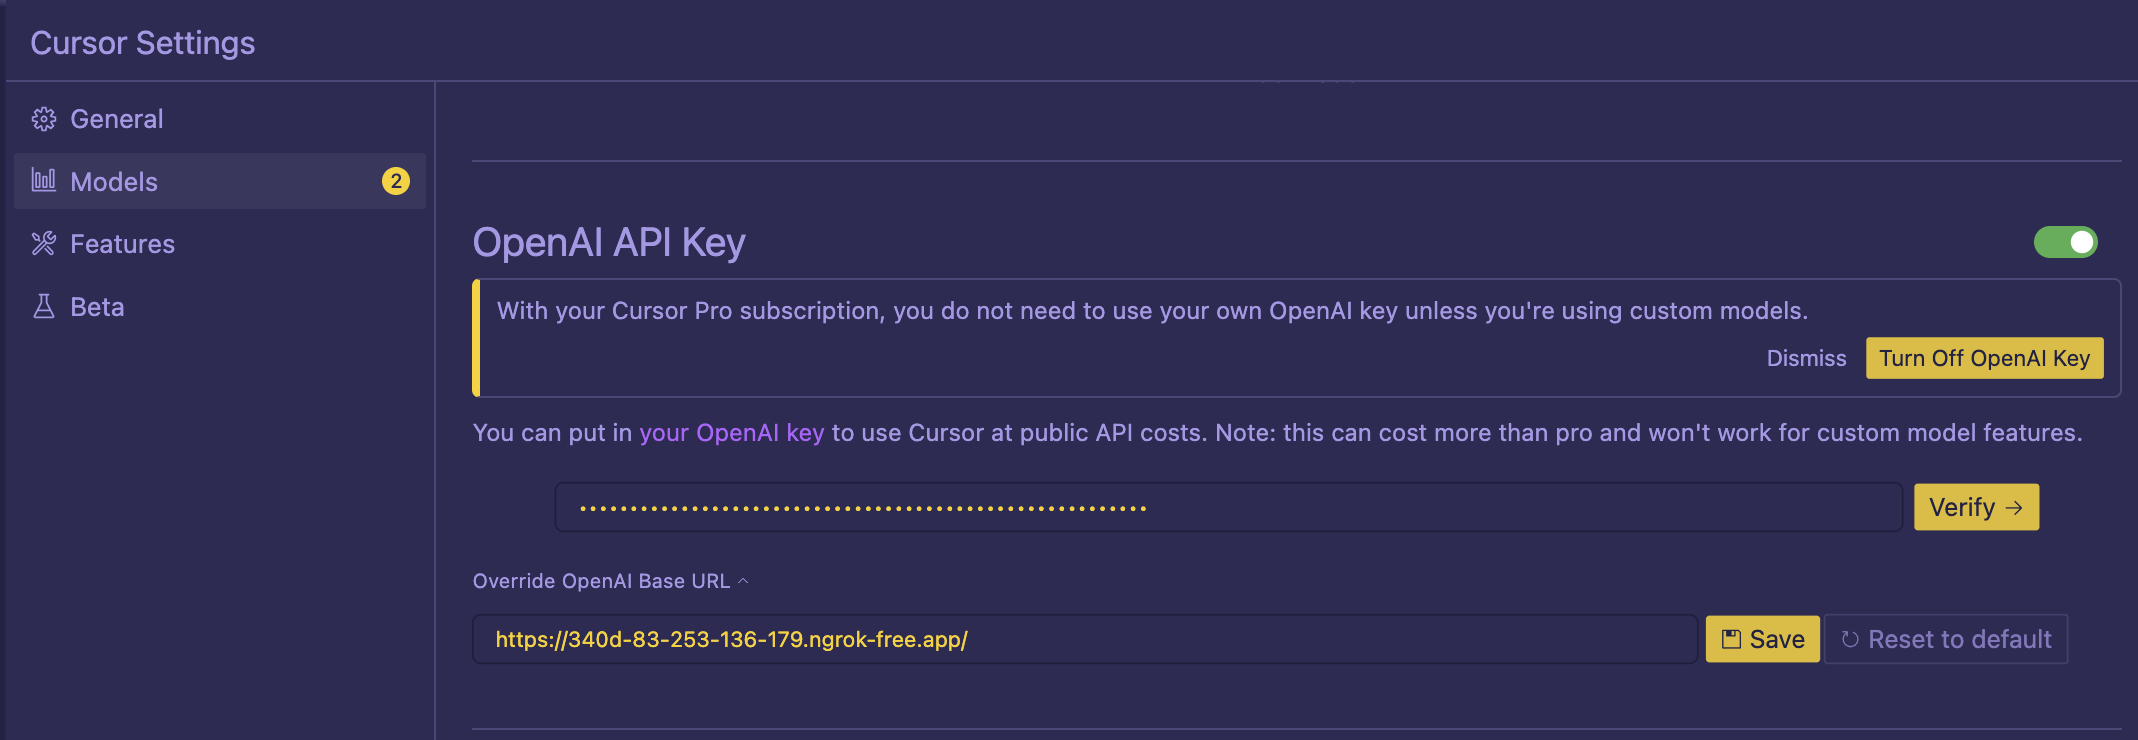 Cursor Settings
General
Models 2
Features
Beta
OpenAI API Key
With your Cursor Pro subscription, you do not need to use your own OpenAI key unless you're using custom models.
Dismiss Turn Off OpenAI Key
You can put in your OpenAI key to use Cursor at public API costs. Note: this can cost more than pro and won't work for custom model features.
•••••••••••••••••••••••••••••••••••••••••••••••••••••••• Verify →
Override OpenAI Base URL ^
https://340d-83-253-136-179.ngrok-free.app/ Save Reset to default